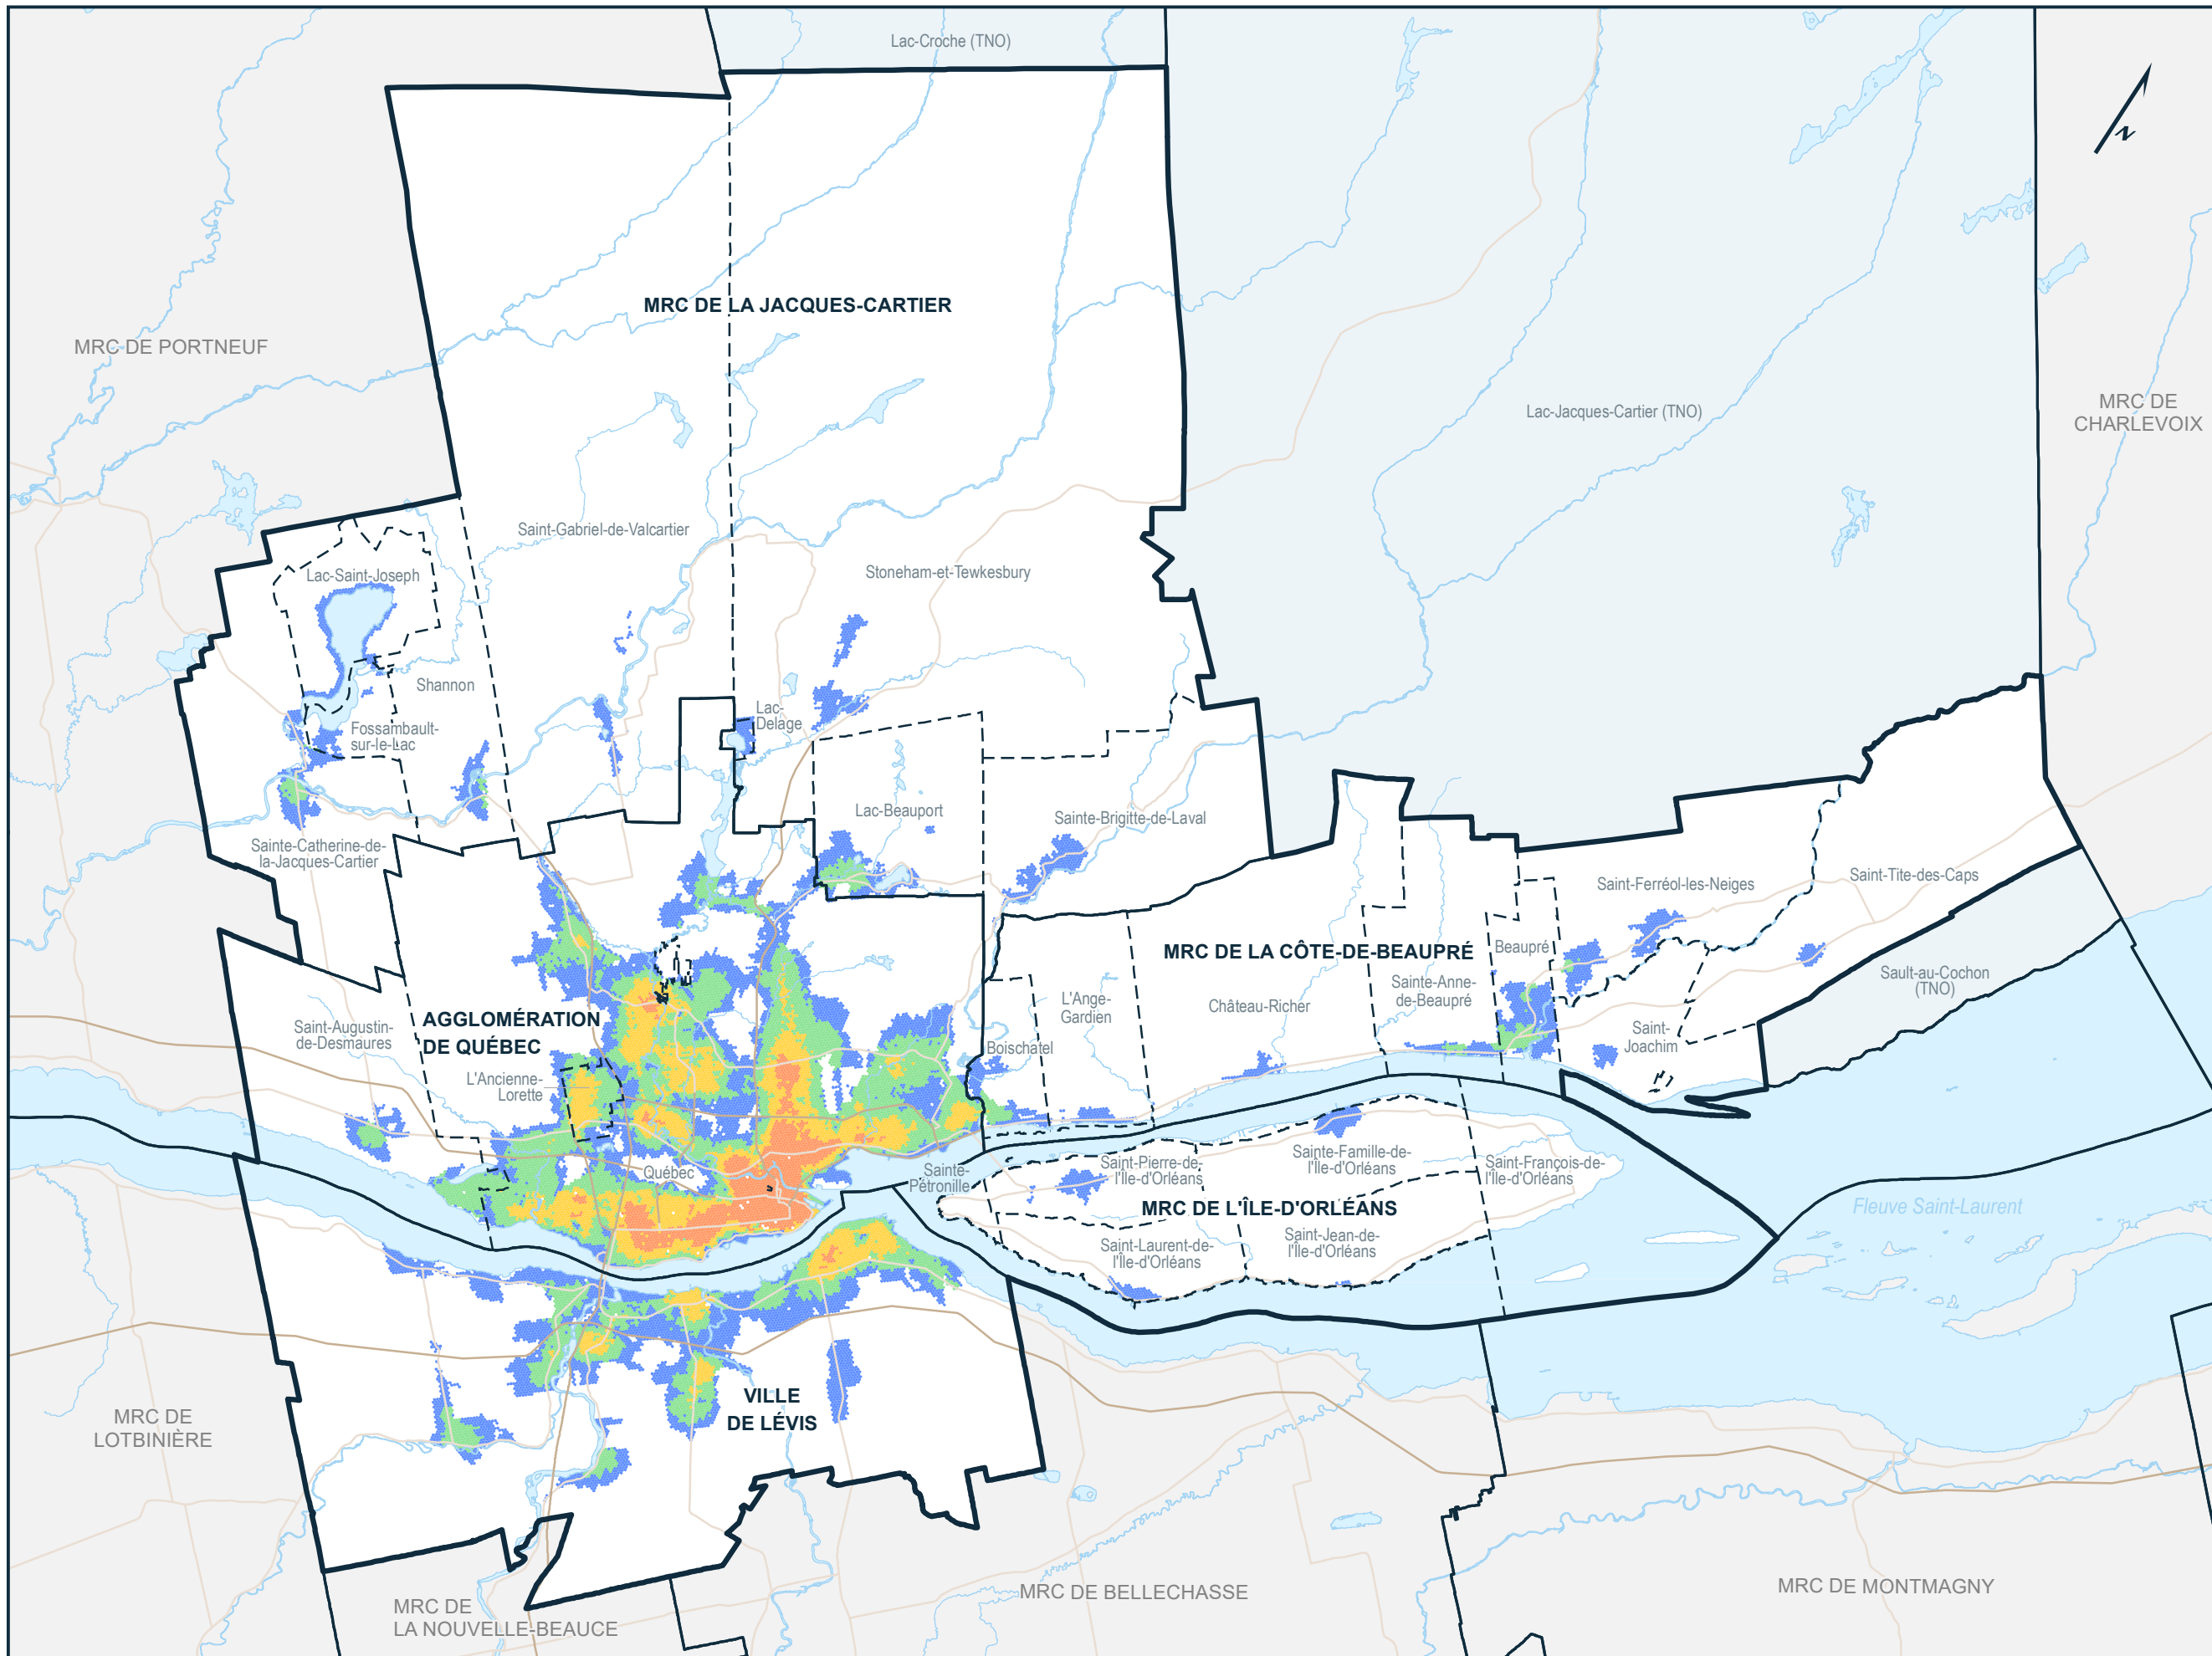 Lac-Croche (TNO)
N
MRC DE LA JACQUES-CARTIER
MRC DE PORTNEUF
Lac-Jacques-Cartier (TNO)
MRC DE
CHARLEVOIX
Saint-Gabriel-de-Valcartier
Lac-Saint-Joseph
Stoneham-et-Tewkesbury
Shannon
Lac-
Delage
Fossambault-
sur-le-Lac
Lac-Beauport
Sainte-Brigitte-de-Laval
Sainte-Catherine-de-
la-Jacques-Cartier
Saint-Ferréol-les-Neiges
Saint-Tite-des-Caps
MRC DE LA CÔTE-DE-BEAUPRÉ
Beaupré
Sault-au-Cochon
(TNO)
Sainte-Anne-
de-Beaupré
L'Ange-
Gardien
Château-Richer
AGGLOMÉRATION
DE QUÉBEC
Saint-Augustin-
de-Desmaures
Saint-
Joachim
Boischatel
L'Ancienne-
Lorette
Québec
Sainte-
Pétronille
Saint-Pierre-de-
l'Île-d'Orléans
Sainte-Famille-de-
l'Île-d'Orléans
Saint-François-de-
l'Île-d'Orléans
MRC DE L'ÎLE-D'ORLÉANS
Fleuve Saint-Laurent
Saint-Laurent-de-
l'Île-d'Orléans
Saint-Jean-de-
l'Île-d'Orléans
VILLE
DE LÉVIS
MRC DE
LOTBINIÈRE
MRC DE BELLECHASSE
MRC DE MONTMAGNY
MRC DE
LA NOUVELLE-BEAUCE